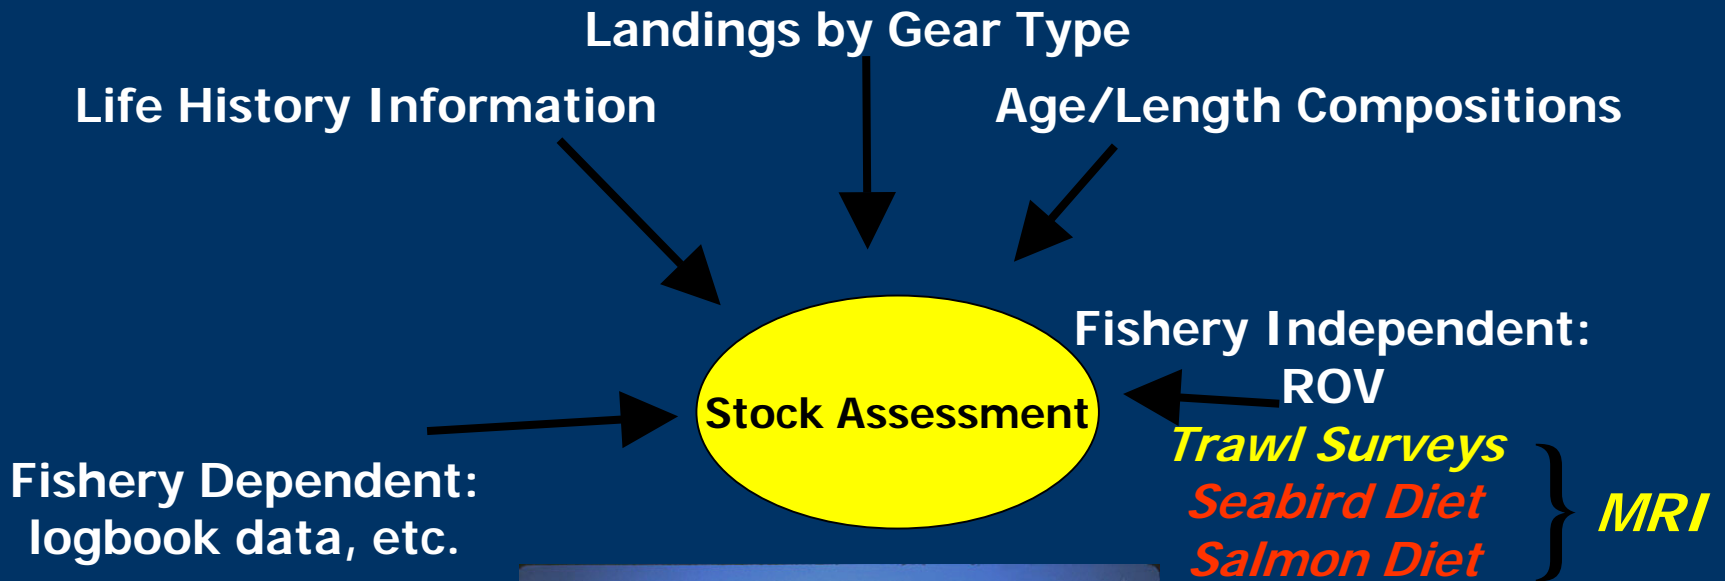 Landings by Gear Type
Life History Information
Age/Length Compositions
Stock Assessment
Fishery Independent:
ROV
Trawl Surveys
Seabird Diet
Salmon Diet
MRI
Fishery Dependent:
logbook data, etc.